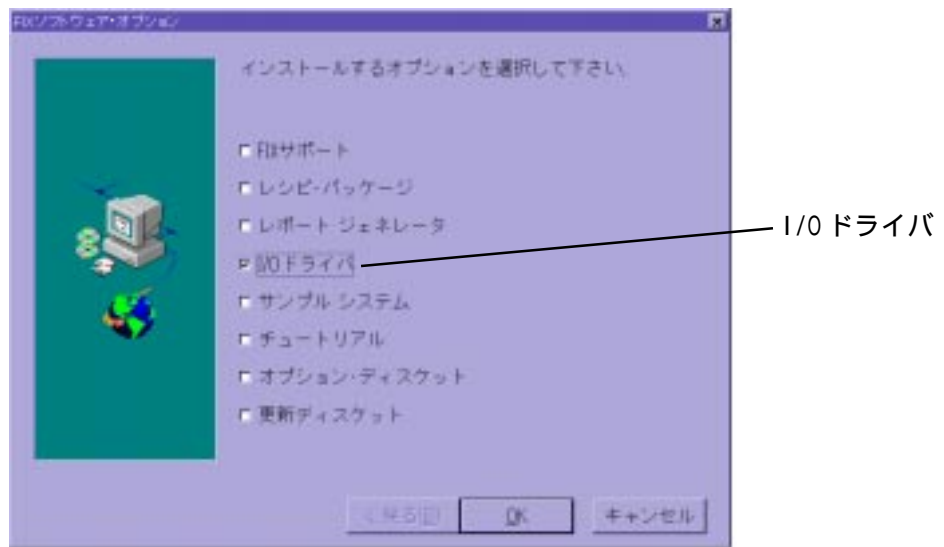 FIXソフトウェア・オプション
インストールするオプションを選択して下さい。
FIXサポート
レシピ・パッケージ
レポート ジェネレータ
I/Oドライバ
I/0 ドライバ
サンプル システム
チュートリアル
オプション・ディスケット
更新ディスケット
< 戻る(B)
OK
キャンセル